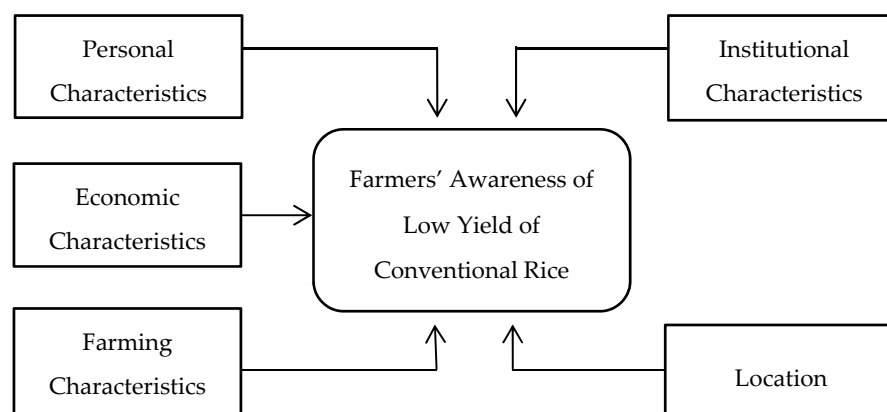 Personal
Characteristics
Institutional
Characteristics
Farmers’ Awareness of
Low Yield of
Conventional Rice
Economic
Characteristics
Farming
Characteristics
Location